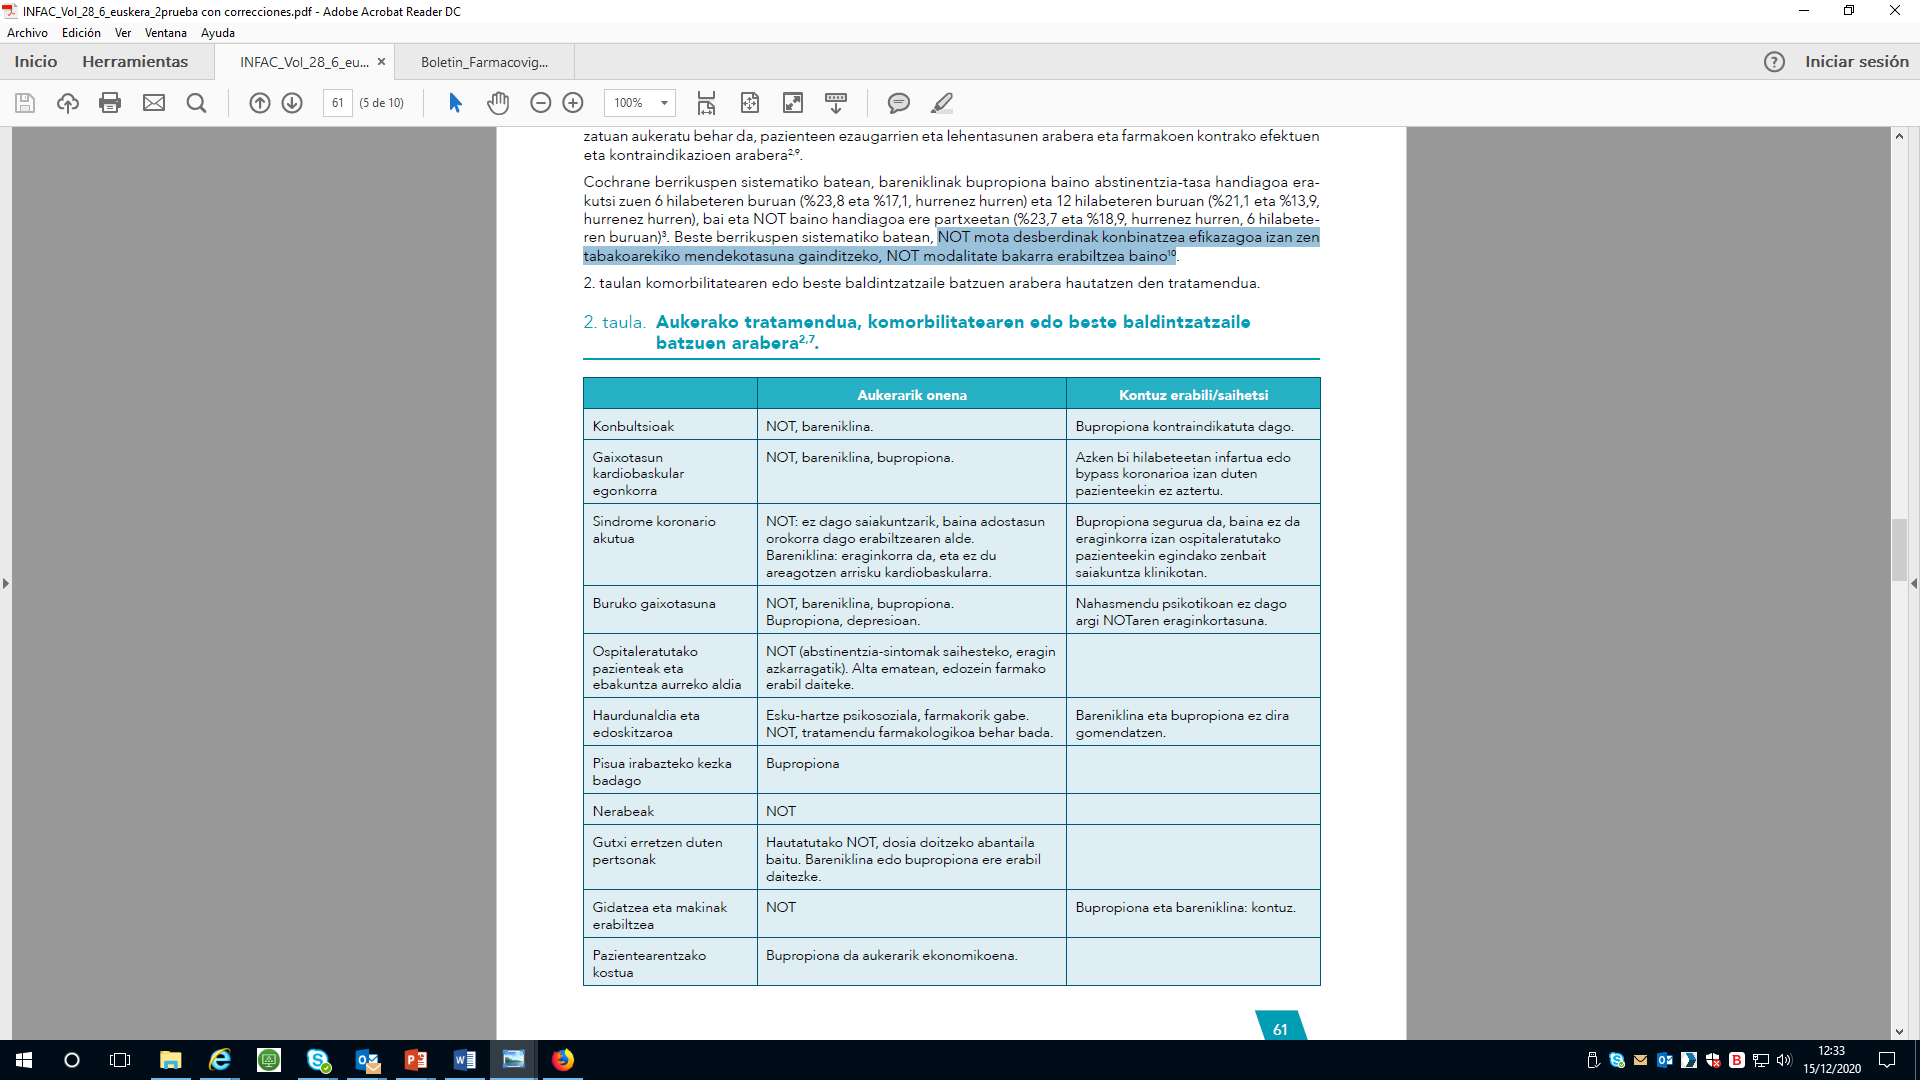 INFAC_Vol_28_6_euskera_2prueba con correcciones.pdf - Adobe Acrobat Reader DC
Archivo Edición Ver Ventana Ayuda
Inicio Herramientas INFAC_Vol_28_6_eu... × Boletin_Farmacovig... Iniciar sesión
61 (5 de 10) 100%
zatuan aukeratu behar da, pazienteen ezaugarrien eta lehentasunen arabera eta farmakoen kontrako efektuen
eta kontraindikazioen arabera²,⁹.
Cochrane berrikuspen sistematiko batean, bareniklinak bupropiona baino abstinentzia-tasa handiagoa era-
kutsi zuen 6 hilabeteren buruan (%23,8 eta %17,1, hurrenez hurren) eta 12 hilabeteren buruan (%21,1 eta %13,9,
hurrenez hurren), bai eta NOT baino handiagoa ere partxeetan (%23,7 eta %18,9, hurrenez hurren, 6 hilabete-
ren buruan)³. Beste berrikuspen sistematiko batean, NOT mota desberdinak konbinatzea efikazagoa izan zen
tabakoarekiko mendekotasuna gainditzeko, NOT modalitate bakarra erabiltzea baino¹⁰.
2. taulan komorbilitatearen edo beste baldintzatzaile batzuen arabera hautatzen den tratamendua.
2. taula. Aukerako tratamendua, komorbilitatearen edo beste baldintzatzaile
batzuen arabera²,⁷.
Aukerarik onena Kontuz erabili/saihetsi
Konbultsioak NOT, bareniklina. Bupropiona kontraindikatuta dago.
Gaixotasun
kardiobaskular
egonkorra
NOT, bareniklina, bupropiona.
Azken bi hilabeteetan infartua edo
bypass koronarioa izan duten
pazienteekin ez aztertu.
Sindrome koronario
akutua
NOT: ez dago saiakuntzarik, baina adostasun
orokorra dago erabiltzearen alde.
Bareniklina: eraginkorra da, eta ez du
areagotzen arrisku kardiobaskularra.
Bupropiona segurua da, baina ez da
eraginkorra izan ospitaleratutako
pazienteekin egindako zenbait
saiakuntza klinikotan.
Buruko gaixotasuna
NOT, bareniklina, bupropiona.
Bupropiona, depresioan.
Nahasmendu psikotikoan ez dago
argi NOTaren eraginkortasuna.
Ospitaleratutako
pazienteak eta
ebakuntza aurreko aldia
NOT (abstinentzia-sintomak saihesteko, eragin
azkarragatik). Alta ematean, edozein farmako
erabil daiteke.
Haurdunaldia eta
edoskitzaroa
Esku-hartze psikosoziala, farmakorik gabe.
NOT, tratamendu farmakologikoa behar bada.
Bareniklina eta bupropiona ez dira
gomendatzen.
Pisua irabazteko kezka
badago
Bupropiona
Nerabeak NOT
Gutxi erretzen duten
pertsonak
Hautatutako NOT, dosia doitzeko abantaila
baitu. Bareniklina edo bupropiona ere erabil
daitezke.
Gidatzea eta makinak
erabiltzea
NOT
Bupropiona eta bareniklina: kontuz.
Pazientearentzako
kostua
Bupropiona da aukerarik ekonomikoena.
61
12:33
15/12/2020